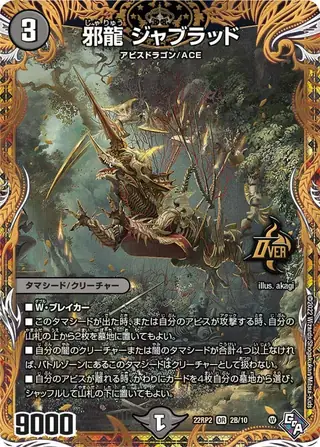 3
じゃりゅう
邪龍 ジャブラッド
アビスドラゴン/ACE
OVER
illus. akagi
タマシード/クリーチャー
■W・ブレイカー
■このタマシードが出た時、または自分のアビスが攻撃する時、自分の
山札の上から2枚を墓地に置いてもよい。
■自分の闇のクリーチャーまたは闇のタマシードが合計4つ以上なけれ
ば、バトルゾーンにあるこのタマシードはクリーチャーとして扱わない。
■自分のアビスが離れる時、かわりにカードを4枚自分の墓地から選び、
シャッフルして山札の下に置いてもよい。
9000
22RP2 OR 2B/10
W